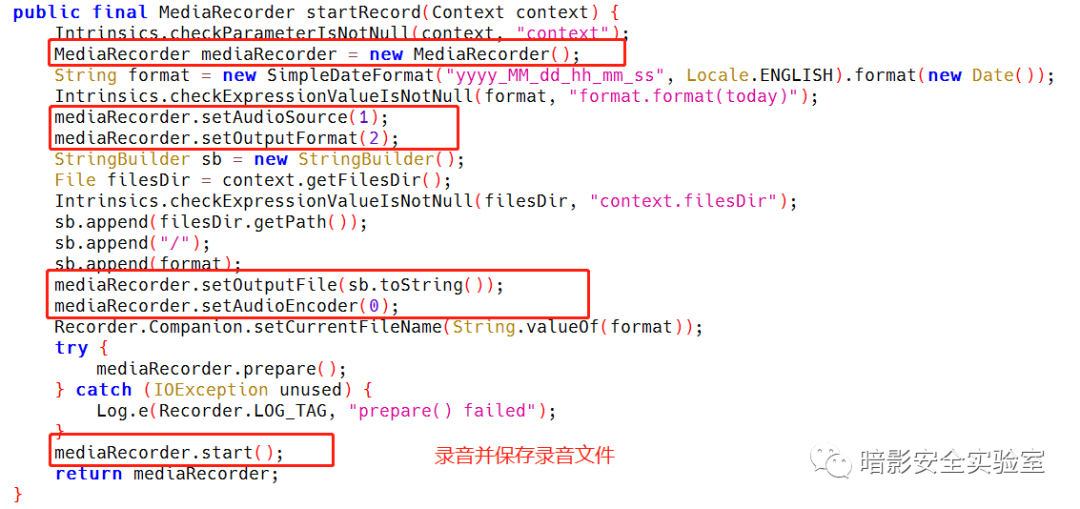 public final MediaRecorder startRecord(Context context) {
Intrinsics.checkParameterIsNotNull(context, "context");
MediaRecorder mediaRecorder = new MediaRecorder();
String format = new SimpleDateFormat("yyyy_MM_dd_hh_mm_ss", Locale.ENGLISH).format(new Date());
Intrinsics.checkExpressionValueIsNotNull(format, "format.format(today)");
mediaRecorder.setAudioSource(1);
mediaRecorder.setOutputFormat(2);
StringBuilder sb = new StringBuilder();
File filesDir = context.getFilesDir();
Intrinsics.checkExpressionValueIsNotNull(filesDir, "context.filesDir");
sb.append(filesDir.getPath());
sb.append("/");
sb.append(format);
mediaRecorder.setOutputFile(sb.toString());
mediaRecorder.setAudioEncoder(0);
Recorder.Companion.setCurrentFileName(String.valueOf(format));
try {
mediaRecorder.prepare();
} catch (IOException unused) {
Log.e(Recorder.LOG_TAG, "prepare() failed");
}
mediaRecorder.start();
录音并保存录音文件
暗影安全实验室
return mediaRecorder;
}